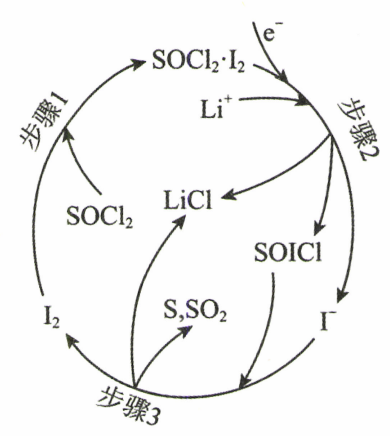 e⁻
SOCl₂·I₂
Li⁺
步骤1
步骤2
SOCl₂
LiCl
SOICl
S,SO₂
I₂
I⁻
步骤3